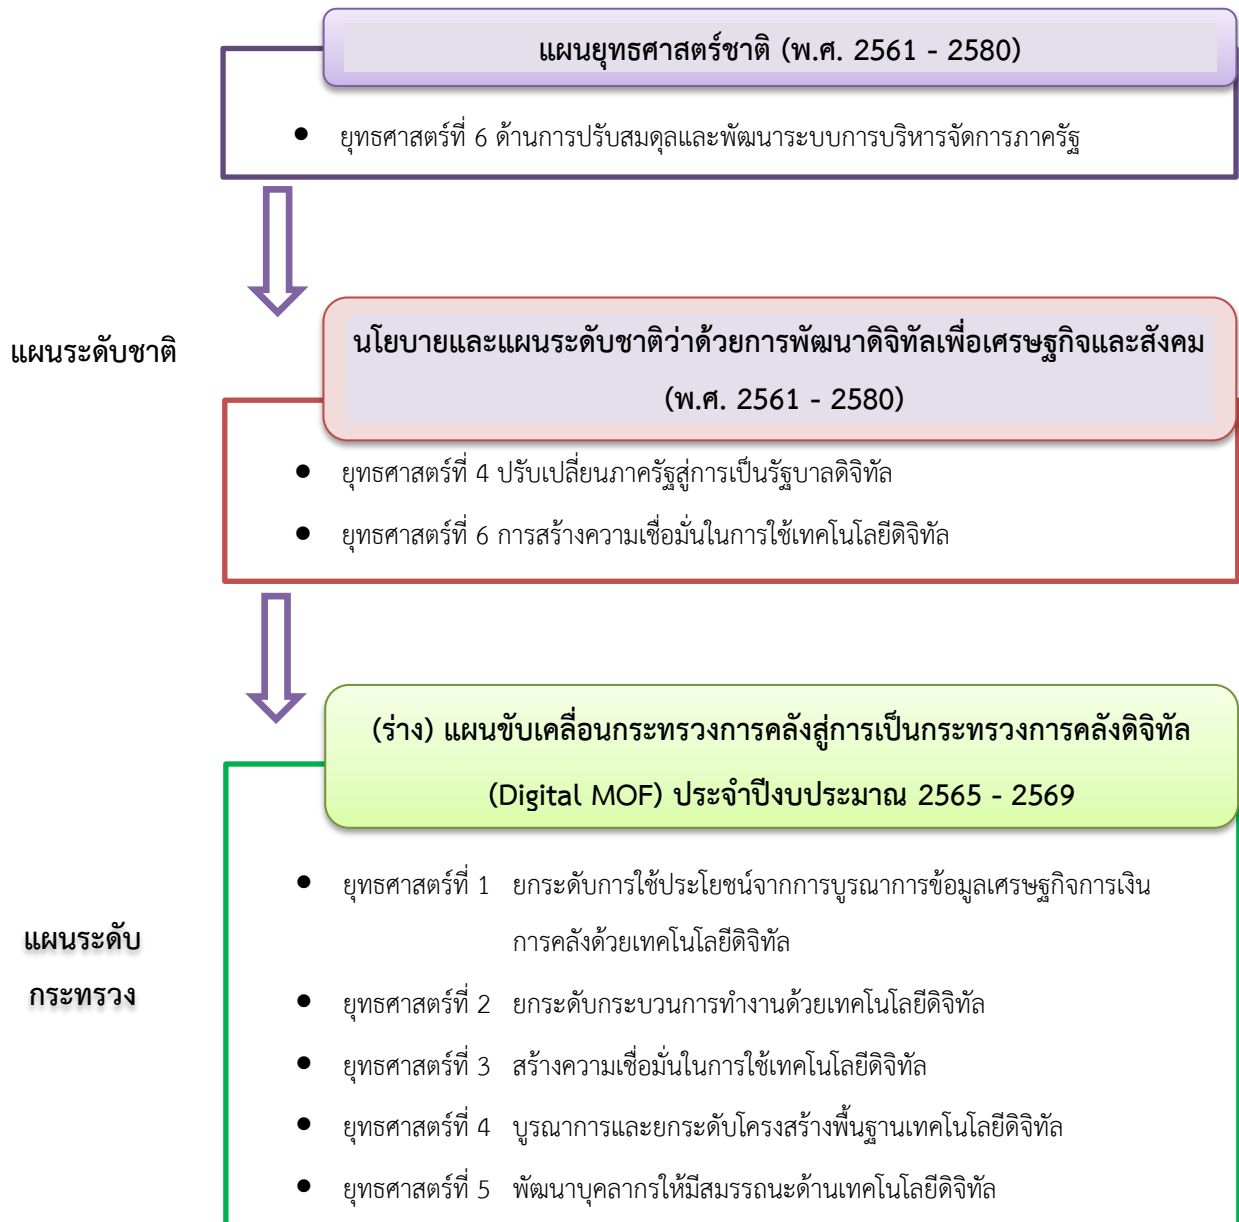 แผนยุทธศาสตร์ชาติ (พ.ศ. 2561 - 2580)
● ยุทธศาสตร์ที่ 6 ด้านการปรับสมดุลและพัฒนาระบบการบริหารจัดการภาครัฐ
แผนระดับชาติ
นโยบายและแผนระดับชาติว่าด้วยการพัฒนาดิจิทัลเพื่อเศรษฐกิจและสังคม
(พ.ศ. 2561 - 2580)
● ยุทธศาสตร์ที่ 4 ปรับเปลี่ยนภาครัฐสู่การเป็นรัฐบาลดิจิทัล
● ยุทธศาสตร์ที่ 6 การสร้างความเชื่อมั่นในการใช้เทคโนโลยีดิจิทัล
(ร่าง) แผนขับเคลื่อนกระทรวงการคลังสู่การเป็นกระทรวงการคลังดิจิทัล
(Digital MOF) ประจำปีงบประมาณ 2565 - 2569
แผนระดับ
กระทรวง
● ยุทธศาสตร์ที่ 1 ยกระดับการใช้ประโยชน์จากการบูรณาการข้อมูลเศรษฐกิจการเงิน
การคลังด้วยเทคโนโลยีดิจิทัล
● ยุทธศาสตร์ที่ 2 ยกระดับกระบวนการทำงานด้วยเทคโนโลยีดิจิทัล
● ยุทธศาสตร์ที่ 3 สร้างความเชื่อมั่นในการใช้เทคโนโลยีดิจิทัล
● ยุทธศาสตร์ที่ 4 บูรณาการและยกระดับโครงสร้างพื้นฐานเทคโนโลยีดิจิทัล
● ยุทธศาสตร์ที่ 5 พัฒนาบุคลากรให้มีสมรรถนะด้านเทคโนโลยีดิจิทัล